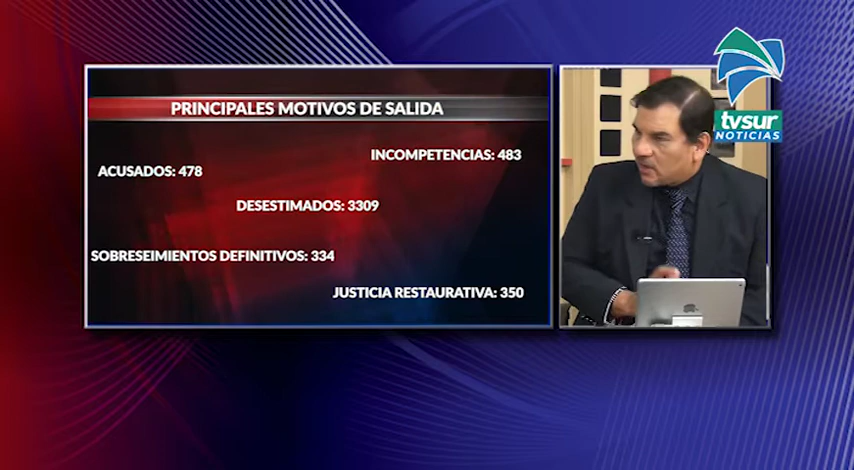 PRINCIPALES MOTIVOS DE SALIDA
INCOMPETENCIAS: 483
ACUSADOS: 478
DESESTIMADOS: 3309
SOBRESEIMIENTOS DEFINITIVOS: 334
JUSTICIA RESTAURATIVA: 350
tvsur
NOTICIAS